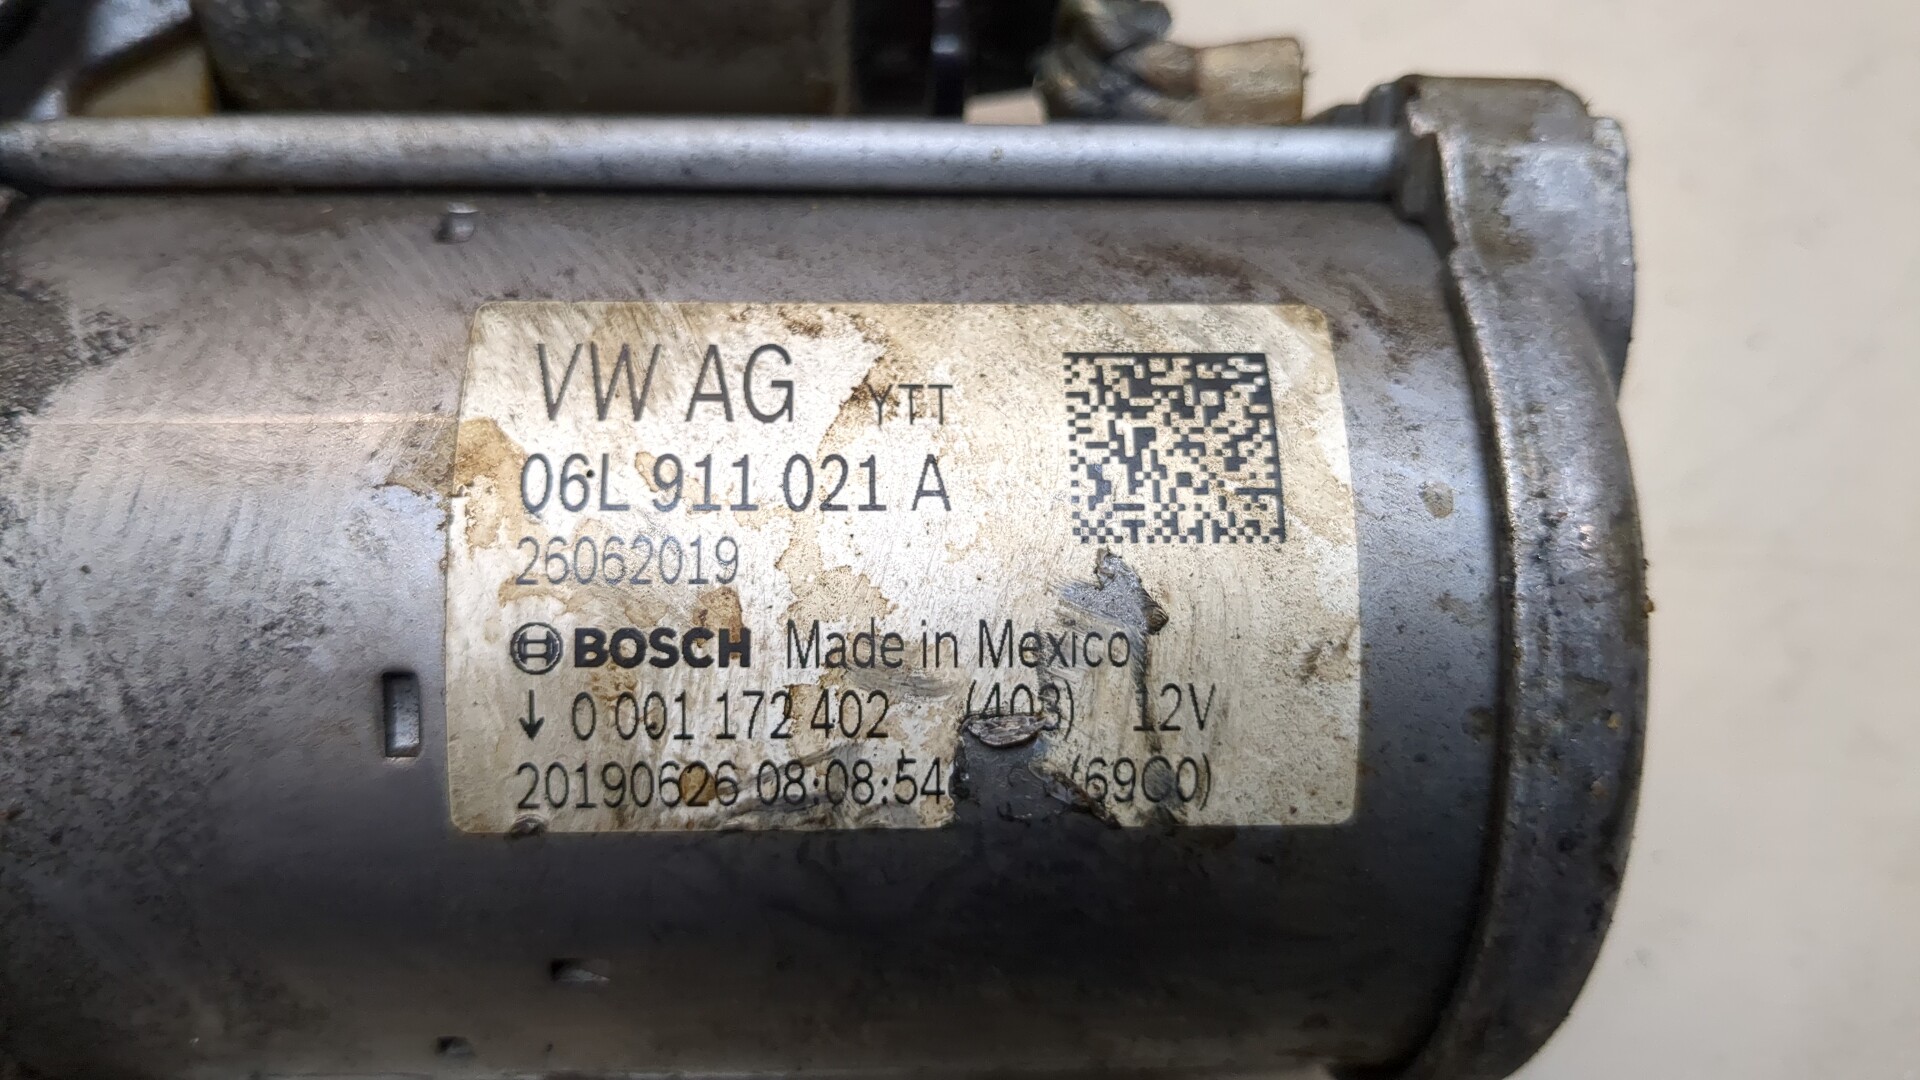 VW AG YTT
06L 911 021 A
26062019
BOSCH Made in Mexico
↓ 0 001 172 402 (403) 12V
20190626 08:08:54 (69C0)